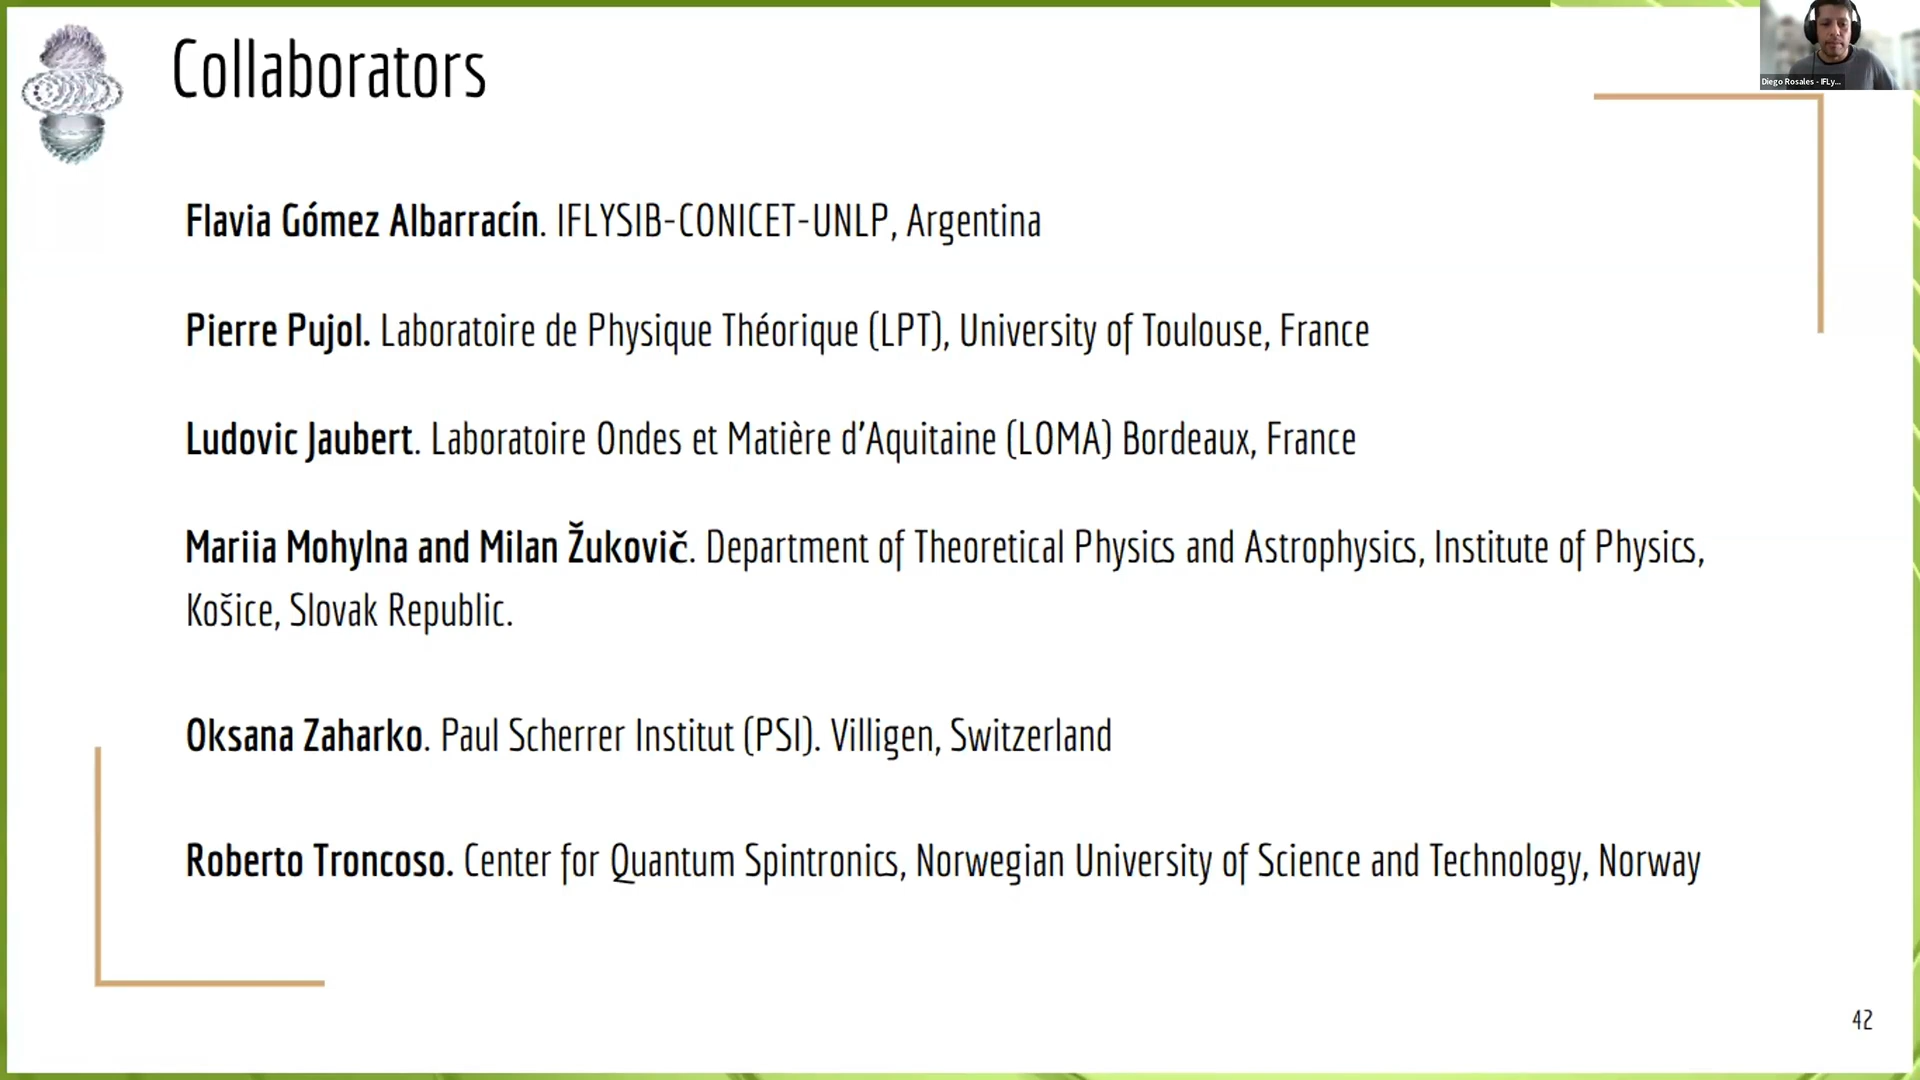 Collaborators
Diego Rosales - IFLy...
Flavia Gómez Albarracín. IFLYSIB-CONICET-UNLP, Argentina
Pierre Pujol. Laboratoire de Physique Théorique (LPT), University of Toulouse, France
Ludovic Jaubert. Laboratoire Ondes et Matière d’Aquitaine (LOMA) Bordeaux, France
Mariia Mohylna and Milan Žukovič. Department of Theoretical Physics and Astrophysics, Institute of Physics,
Košice, Slovak Republic.
Oksana Zaharko. Paul Scherrer Institut (PSI). Villigen, Switzerland
Roberto Troncoso. Center for Quantum Spintronics, Norwegian University of Science and Technology, Norway
42